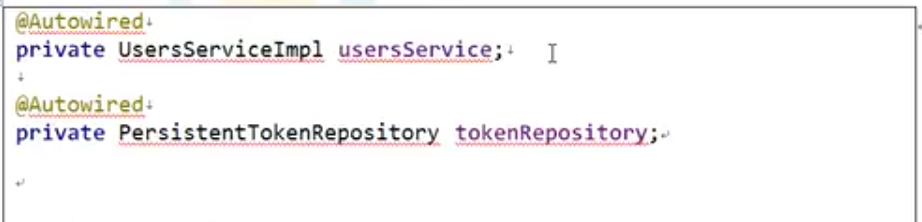 @Autowired
private UsersServiceImpl usersService;
@Autowired
private PersistentTokenRepository tokenRepository;